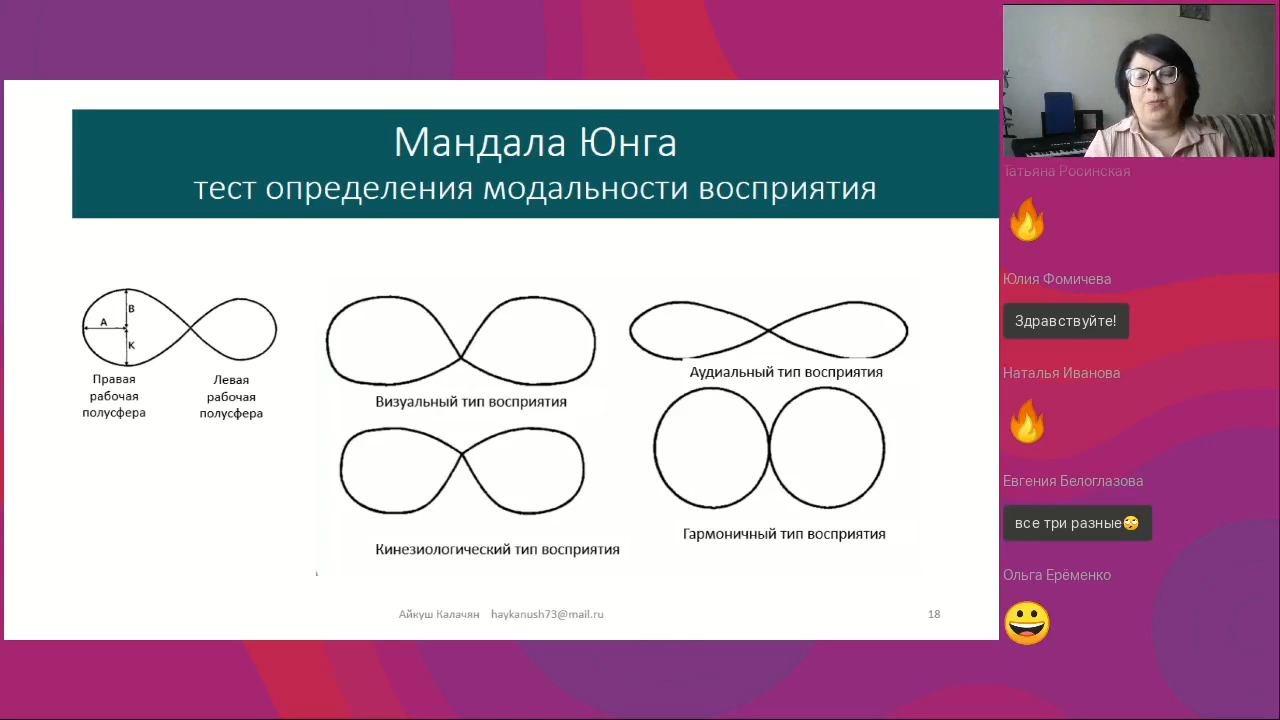 Мандала Юнга
тест определения модальности восприятия
В
А
К
Правая
рабочая
полусфера
Левая
рабочая
полусфера
Визуальный тип восприятия
Аудиальный тип восприятия
Кинезиологический тип восприятия
Гармоничный тип восприятия
Айкуш Калачян haykanush73@mail.ru
18
Татьяна Росинская
Юлия Фомичева
Здравствуйте!
Наталья Иванова
Евгения Белоглазова
все три разные🙄
Ольга Ерёменко